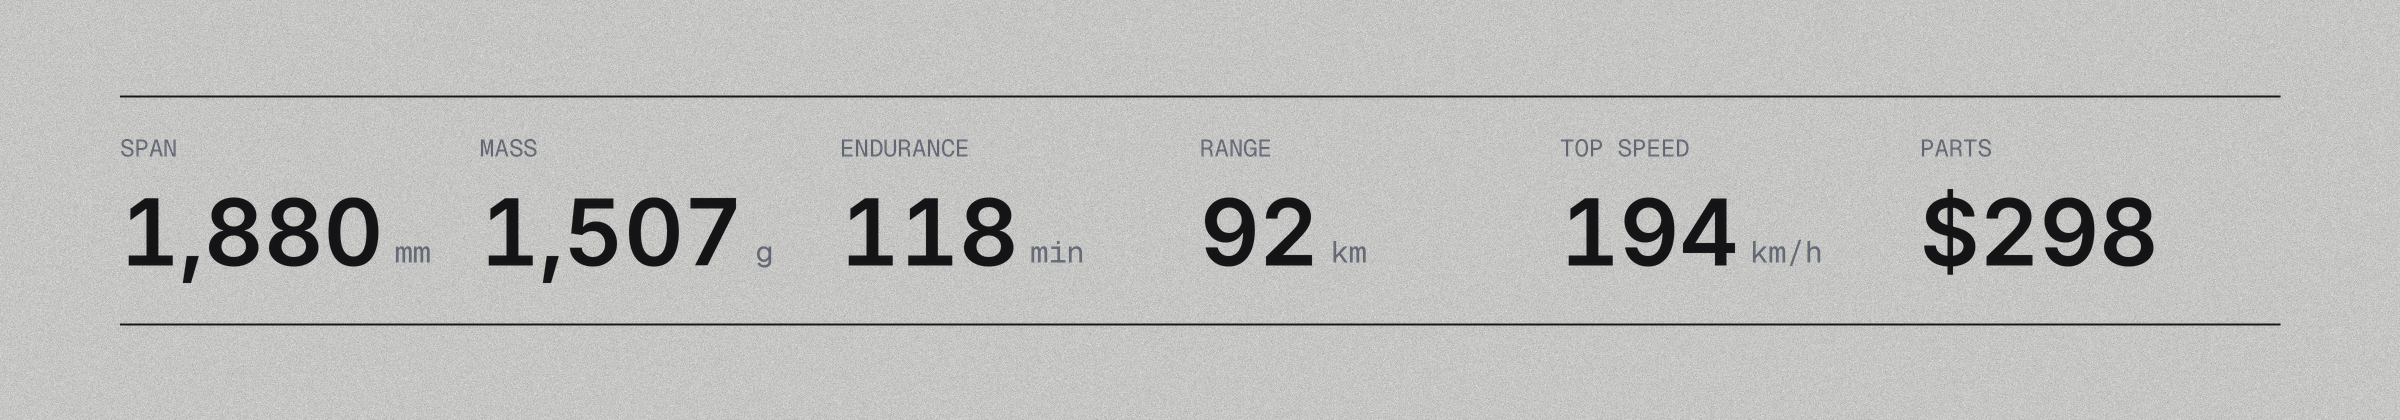 SPAN MASS ENDURANCE RANGE TOP SPEED PARTS
1,880 mm 1,507 g 118 min 92 km 194 km/h $298